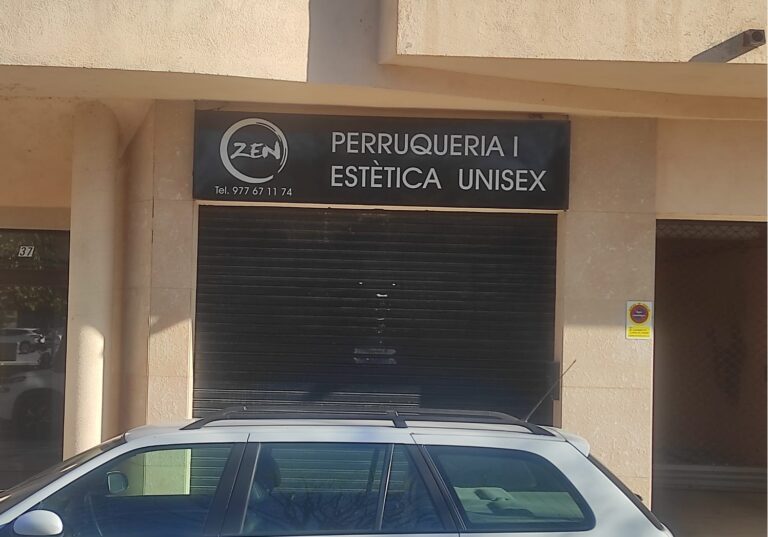 ZEN
Tel. 977 67 11 74
PERRUQUERIA I
ESTÈTICA UNISEX
37